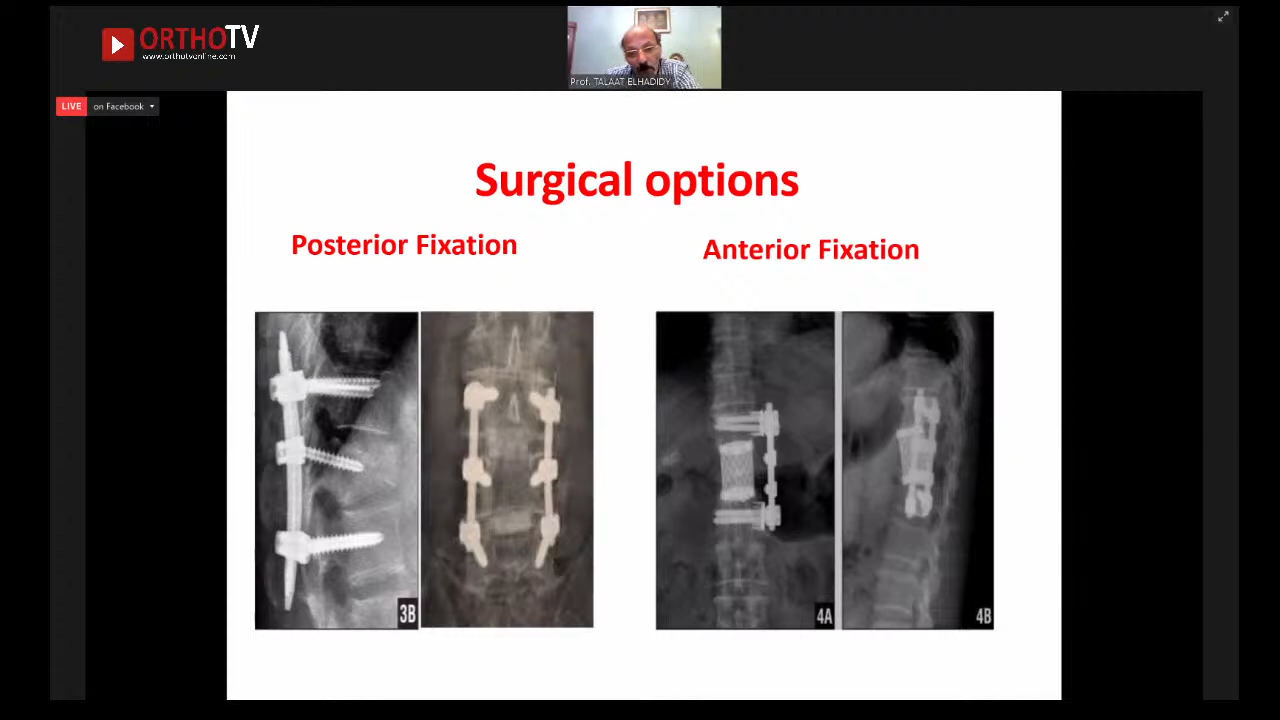 ORTHOTV
www.orthotvonline.com
Prof. TALAAT ELHADIDY
LIVE on Facebook
Surgical options
Posterior Fixation
Anterior Fixation
3B
4A
4B